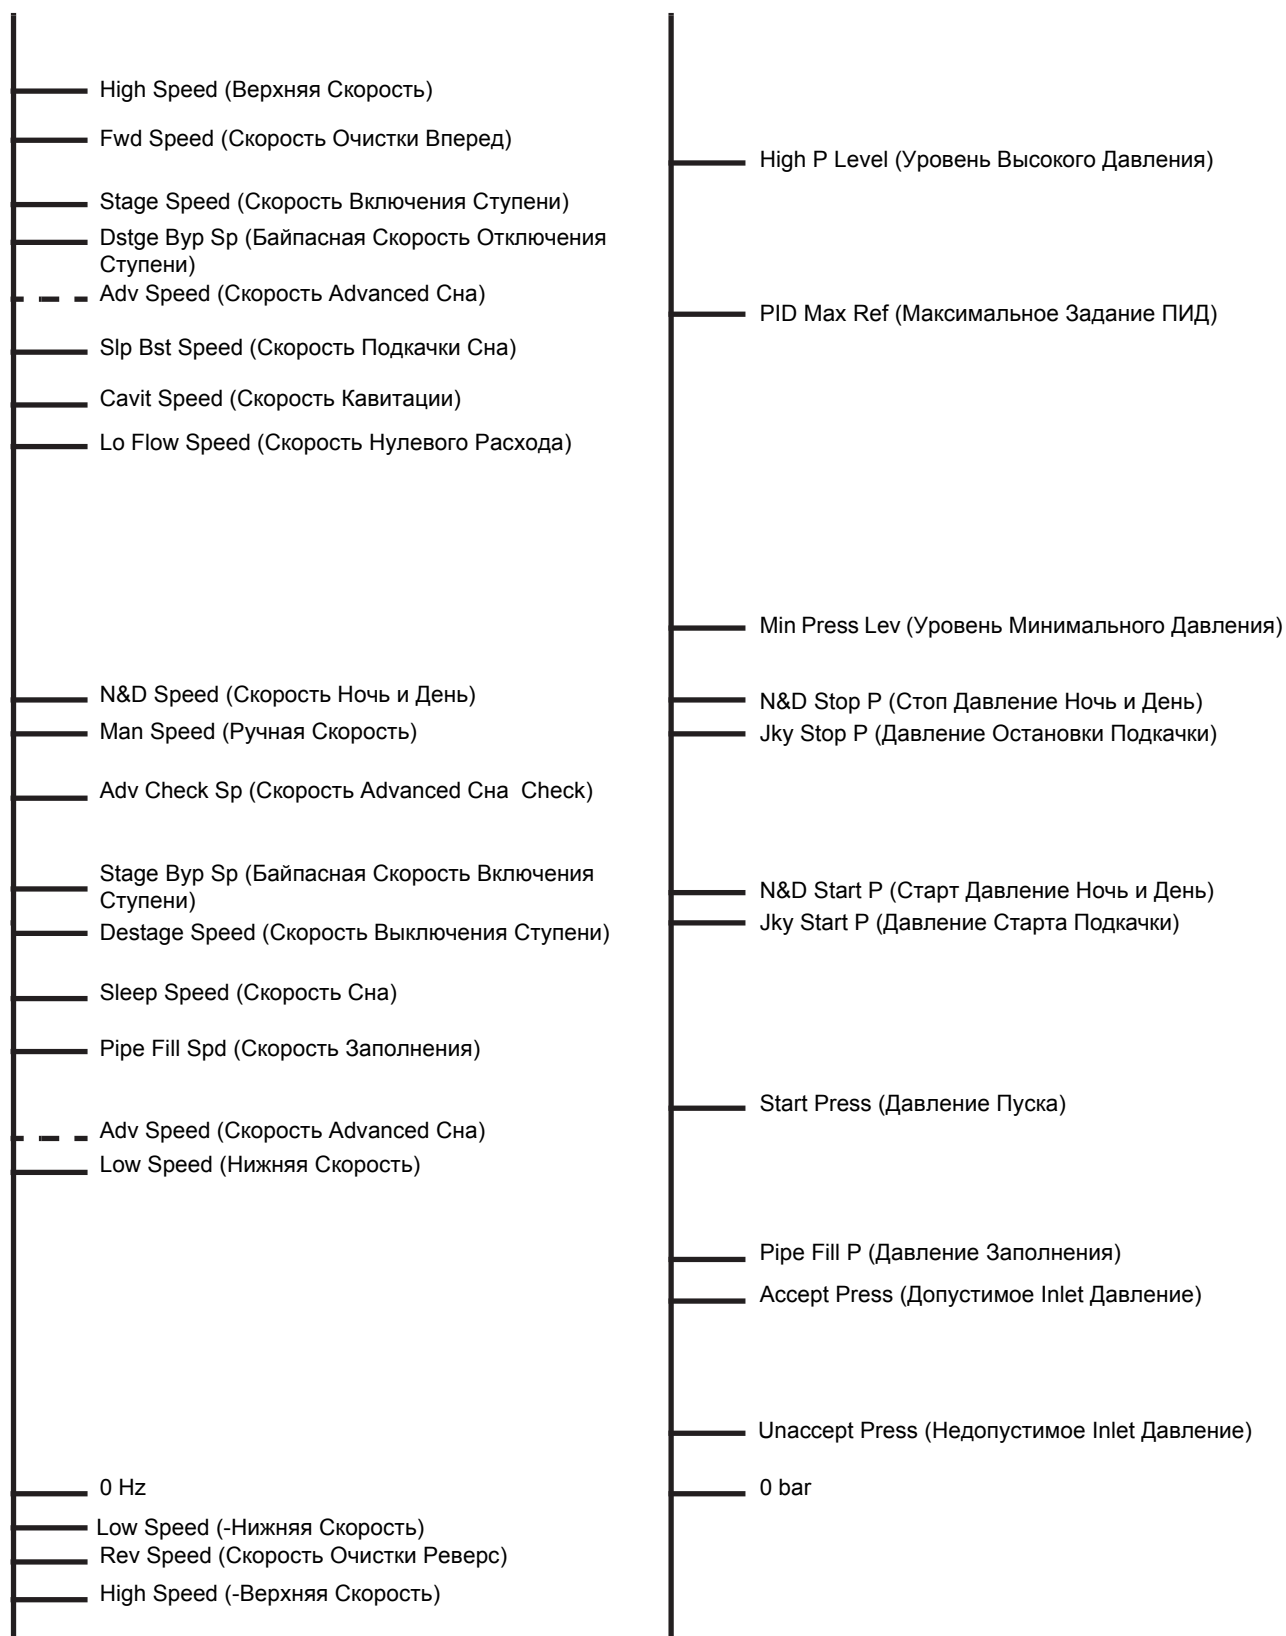 High Speed (Верхняя Скорость)
Fwd Speed (Скорость Очистки Вперед)
Stage Speed (Скорость Включения Ступени)
Dstge Byp Sp (Байпасная Скорость Отключения
Ступени)
Adv Speed (Скорость Advanced Сна)
Slp Bst Speed (Скорость Подкачки Сна)
Cavit Speed (Скорость Кавитации)
Lo Flow Speed (Скорость Нулевого Расхода)
N&D Speed (Скорость Ночь и День)
Man Speed (Ручная Скорость)
Adv Check Sp (Скорость Advanced Сна  Check)
Stage Byp Sp (Байпасная Скорость Включения
Ступени)
Destage Speed (Скорость Выключения Ступени)
Sleep Speed (Скорость Сна)
Pipe Fill Spd (Скорость Заполнения)
Adv Speed (Скорость Advanced Сна)
Low Speed (Нижняя Скорость)
0 Hz
Low Speed (-Нижняя Скорость)
Rev Speed (Скорость Очистки Реверс)
High Speed (-Верхняя Скорость)
High P Level (Уровень Высокого Давления)
PID Max Ref (Максимальное Задание ПИД)
Min Press Lev (Уровень Минимального Давления)
N&D Stop P (Стоп Давление Ночь и День)
Jky Stop P (Давление Остановки Подкачки)
N&D Start P (Старт Давление Ночь и День)
Jky Start P (Давление Старта Подкачки)
Start Press (Давление Пуска)
Pipe Fill P (Давление Заполнения)
Accept Press (Допустимое Inlet Давление)
Unaccept Press (Недопустимое Inlet Давление)
0 bar